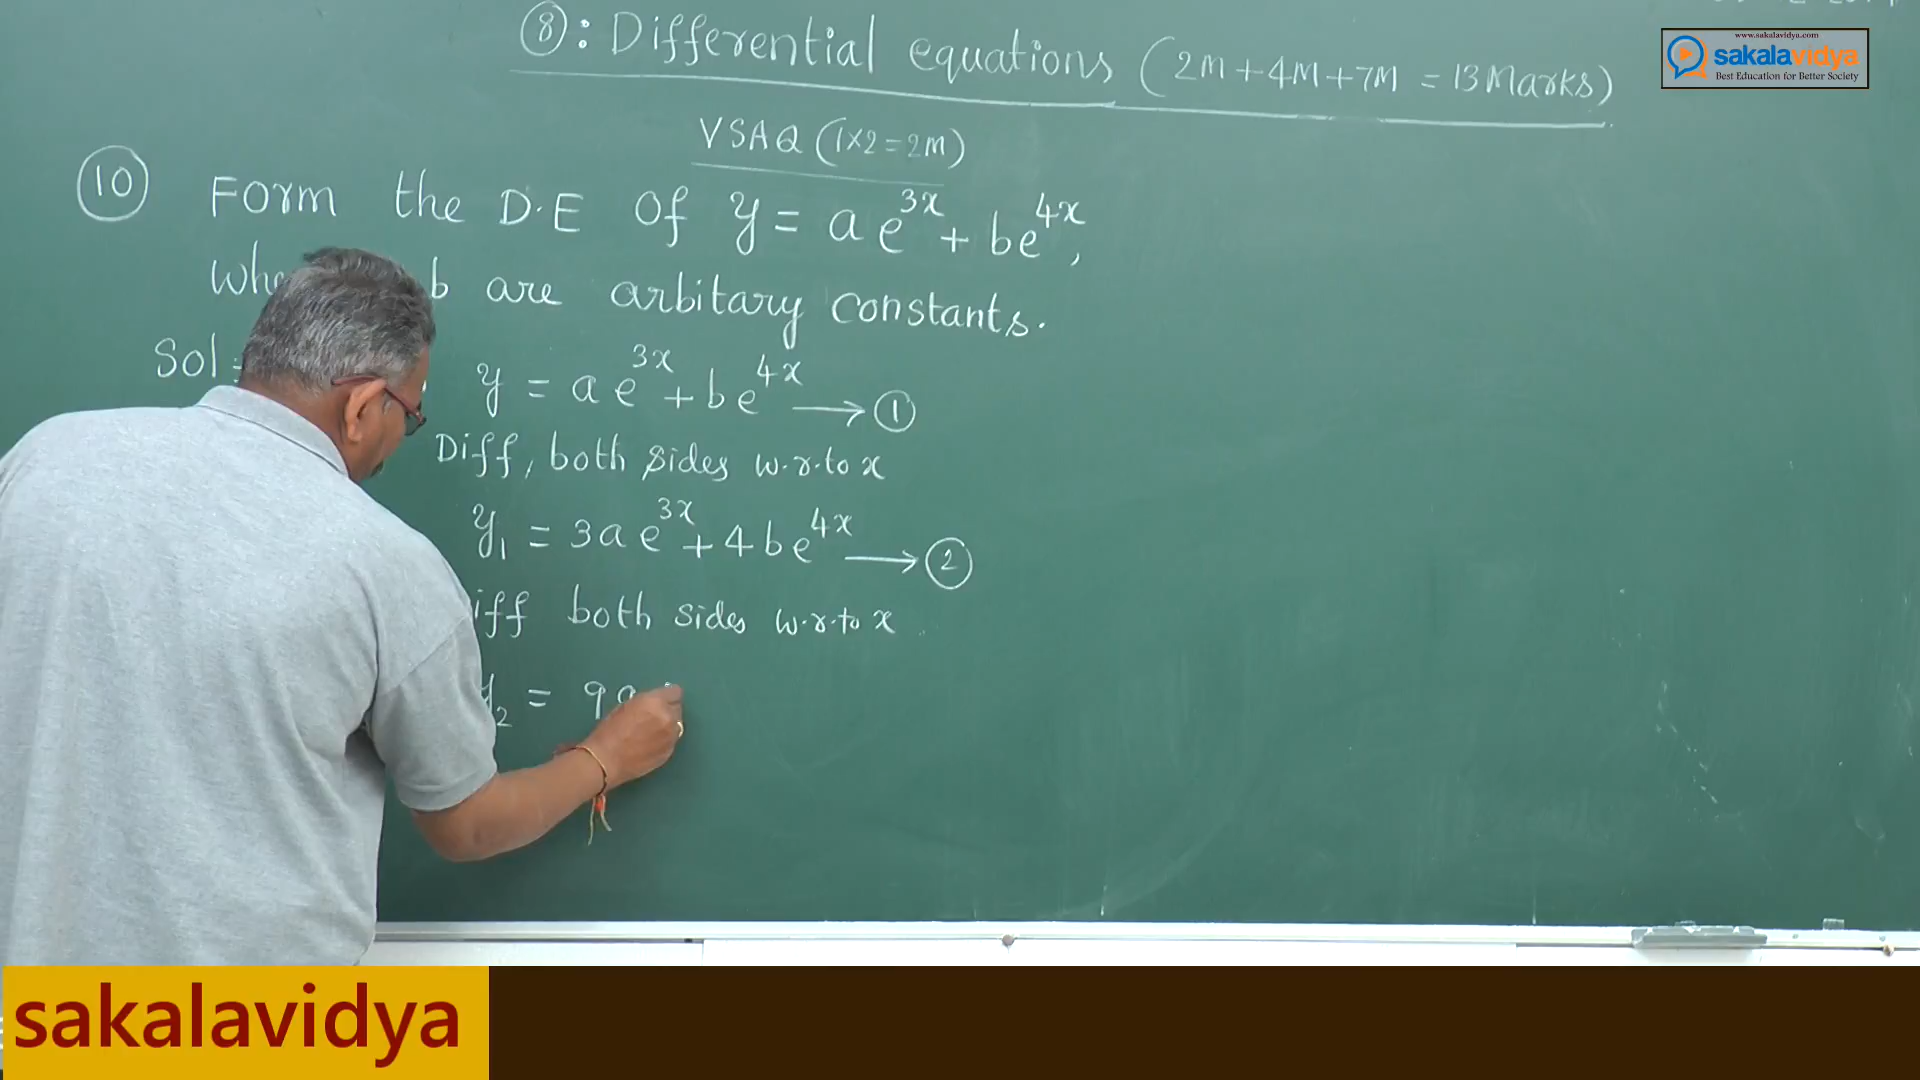 ⑧: Differential equations (2M+4M+7M = 13Marks)
www.sakalavidya.com
sakalavidya
Best Education for Better Society
VSAQ (1×2=2M)
⑩ Form the D.E Of y = ae^{3x} + be^{4x},
b are arbitary constants.
Sol:
y = ae^{3x} + be^{4x} → ①
Diff, both sides w.r.to x
y₁ = 3ae^{3x} + 4be^{4x} → ②
iff both sides w.r.to x
y₂ = 9a
sakalavidya